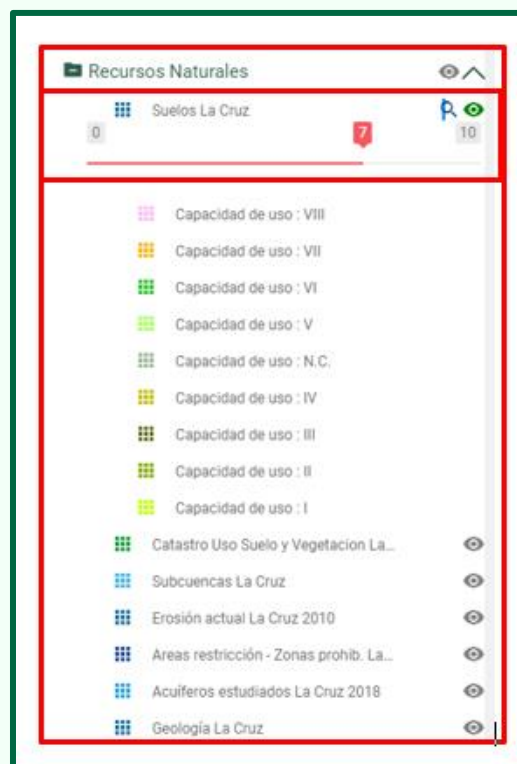 Recursos Naturales
Suelos La Cruz
0 7 10
Capacidad de uso : VIII
Capacidad de uso : VII
Capacidad de uso : VI
Capacidad de uso : V
Capacidad de uso : N.C.
Capacidad de uso : IV
Capacidad de uso : III
Capacidad de uso : II
Capacidad de uso : I
Catastro Uso Suelo y Vegetacion La...
Subcuencas La Cruz
Erosión actual La Cruz 2010
Areas restricción - Zonas prohib. La...
Acuíferos estudiados La Cruz 2018
Geología La Cruz